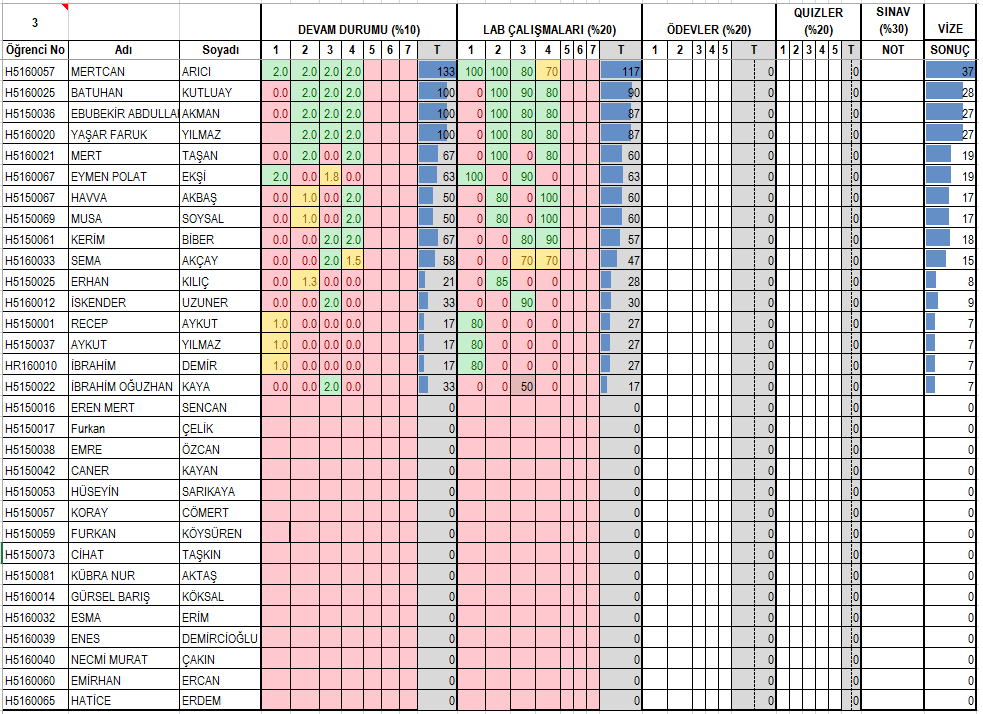 3 DEVAM DURUMU (%10) LAB ÇALIŞMALARI (%20) ÖDEVLER (%20) QUIZLER (%20) SINAV (%30) VİZE
Öğrenci No Adı Soyadı 1 2 3 4 5 6 7 T 1 2 3 4 5 6 7 T 1 2 3 4 5 T 1 2 3 4 5 T NOT SONUÇ
H5160057 MERTCAN ARICI 2.0 2.0 2.0 2.0 133 100 100 80 70 117 0 0 37
H5160025 BATUHAN KUTLUAY 0.0 2.0 2.0 2.0 100 0 100 90 80 90 0 0 28
H5150036 EBUBEKİR ABDULLA AKMAN 0.0 2.0 2.0 2.0 100 0 100 80 80 87 0 0 27
H5160020 YAŞAR FARUK YILMAZ 2.0 2.0 2.0 100 0 100 80 80 87 0 0 27
H5160021 MERT TAŞAN 0.0 2.0 0.0 2.0 67 0 100 0 80 60 0 0 19
H5160067 EYMEN POLAT EKŞİ 2.0 0.0 1.8 0.0 63 100 0 90 0 63 0 0 19
H5150067 HAVVA AKBAŞ 0.0 1.0 0.0 2.0 50 0 80 0 100 60 0 0 17
H5150069 MUSA SOYSAL 0.0 1.0 0.0 2.0 50 0 80 0 100 60 0 0 17
H5150061 KERİM BİBER 0.0 0.0 2.0 2.0 67 0 0 80 90 57 0 0 18
H5160033 SEMA AKÇAY 0.0 0.0 2.0 1.5 58 0 0 70 70 47 0 0 15
H5150025 ERHAN KILIÇ 0.0 1.3 0.0 0.0 21 0 85 0 0 28 0 0 8
H5160012 İSKENDER UZUNER 0.0 0.0 2.0 0.0 33 0 0 90 0 30 0 0 9
H5150001 RECEP AYKUT 1.0 0.0 0.0 0.0 17 80 0 0 0 27 0 0 7
H5150037 AYKUT YILMAZ 1.0 0.0 0.0 0.0 17 80 0 0 0 27 0 0 7
HR160010 İBRAHİM DEMİR 1.0 0.0 0.0 0.0 17 80 0 0 0 27 0 0 7
H5150022 İBRAHİM OĞUZHAN KAYA 0.0 0.0 2.0 0.0 33 0 0 50 0 17 0 0 7
H5150016 EREN MERT SENCAN 0 0 0 0 0
H5150017 Furkan ÇELİK 0 0 0 0 0
H5150038 EMRE ÖZCAN 0 0 0 0 0
H5150042 CANER KAYAN 0 0 0 0 0
H5150053 HÜSEYİN SARIKAYA 0 0 0 0 0
H5150057 KORAY CÖMERT 0 0 0 0 0
H5150059 FURKAN KÖYSÜREN 0 0 0 0 0
H5150073 CİHAT TAŞKIN 0 0 0 0 0
H5150081 KÜBRA NUR AKTAŞ 0 0 0 0 0
H5160014 GÜRSEL BARIŞ KÖKSAL 0 0 0 0 0
H5160032 ESMA ERİM 0 0 0 0 0
H5160039 ENES DEMİRCİOĞLU 0 0 0 0 0
H5160040 NECMİ MURAT ÇAKIN 0 0 0 0 0
H5160060 EMİRHAN ERCAN 0 0 0 0 0
H5160065 HATİCE ERDEM 0 0 0 0 0